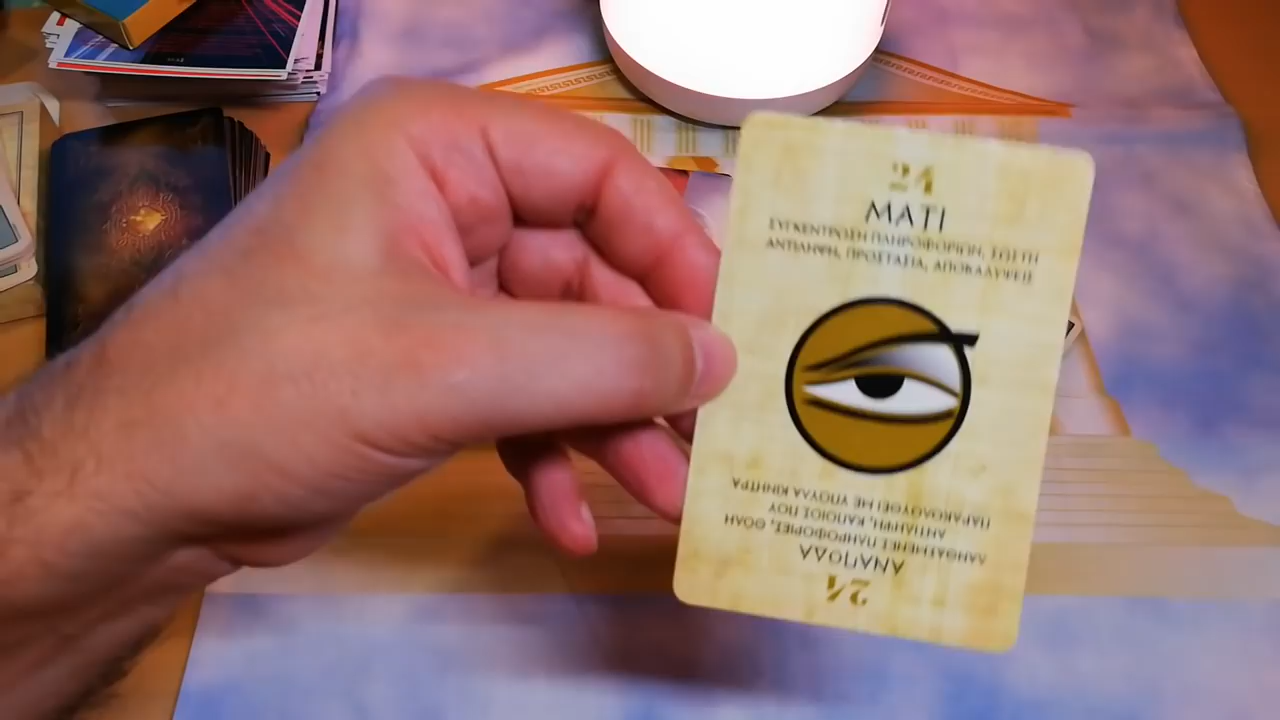 24
ΜΑΤΙ
ΣΥΓΚΕΝΤΡΩΣΗ ΠΛΗΡΟΦΟΡΙΩΝ, ΣΩΣΤΗ
ΑΝΤΙΛΗΨΗ, ΠΡΟΣΤΑΣΙΑ, ΑΠΟΚΑΛΥΨΕΙΣ
24
ΑΝΑΠΟΔΑ
ΛΑΝΘΑΣΜΕΝΕΣ ΠΛΗΡΟΦΟΡΙΕΣ, ΘΟΛΗ
ΑΝΤΙΛΗΨΗ, ΚΑΠΟΙΟΣ ΠΟΥ
ΠΑΡΑΚΟΛΟΥΘΕΙ ΜΕ ΥΠΟΥΛΑ ΚΙΝΗΤΡΑ